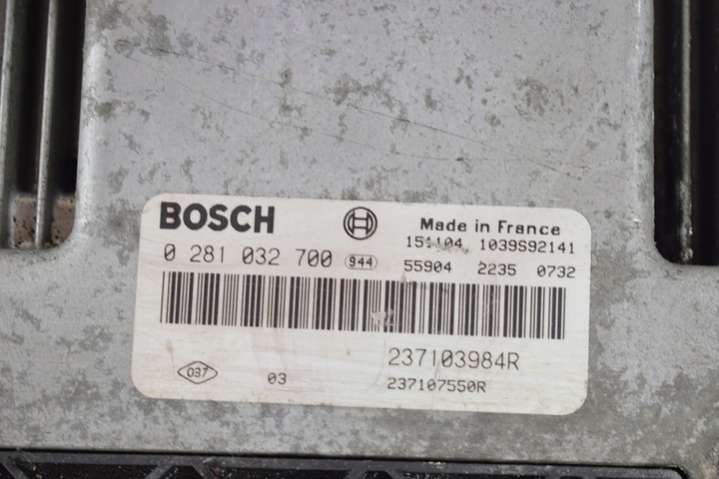 BOSCH
Made in France
151104 1039S92141
0 281 032 700 944
55904 2235 0732
237103984R
037
03
237107550R